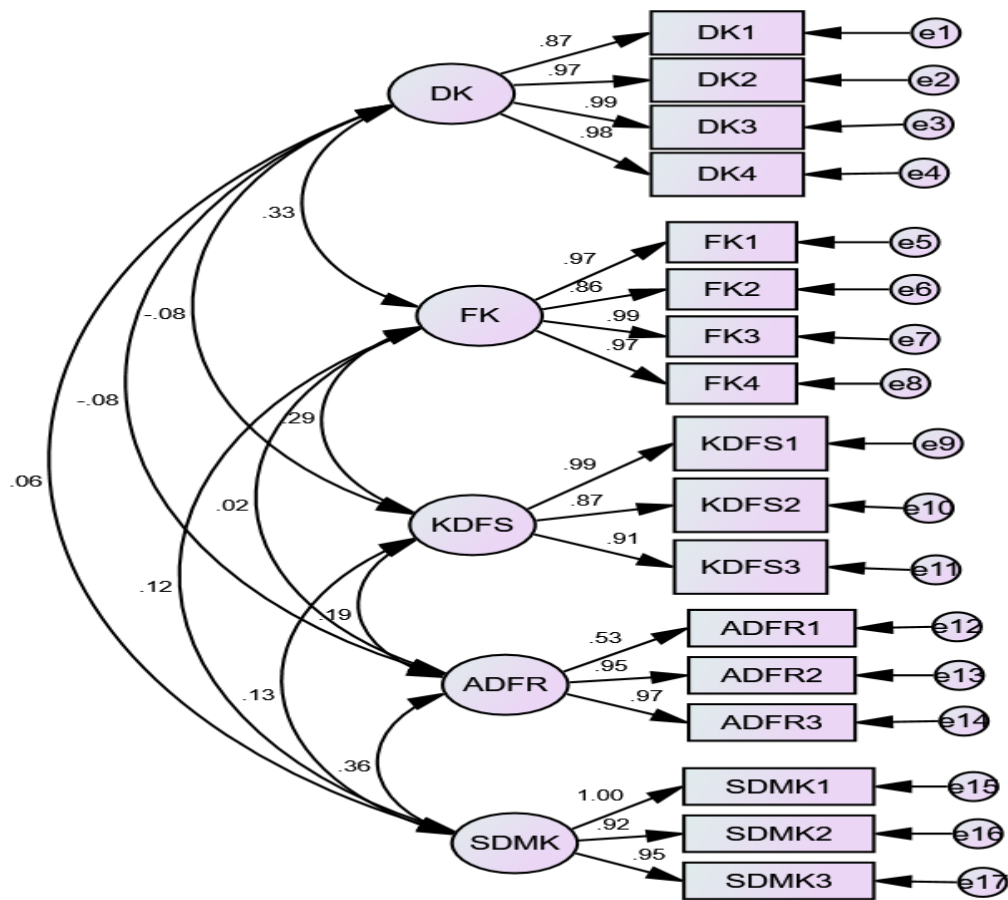 DK1
e1
.87
DK
.97
DK2
e2
.99
DK3
e3
.98
DK4
e4
.33
FK1
e5
.97
FK
.86
FK2
e6
.99
FK3
e7
.97
FK4
e8
-.08
-.08
.29
.06
.02
KDFS1
e9
.99
KDFS
.87
KDFS2
e10
.91
KDFS3
e11
.12
.19
.13
ADFR1
e12
.53
ADFR
.95
ADFR2
e13
.97
ADFR3
e14
.36
SDMK1
e15
1.00
SDMK
.92
SDMK2
e16
.95
SDMK3
e17